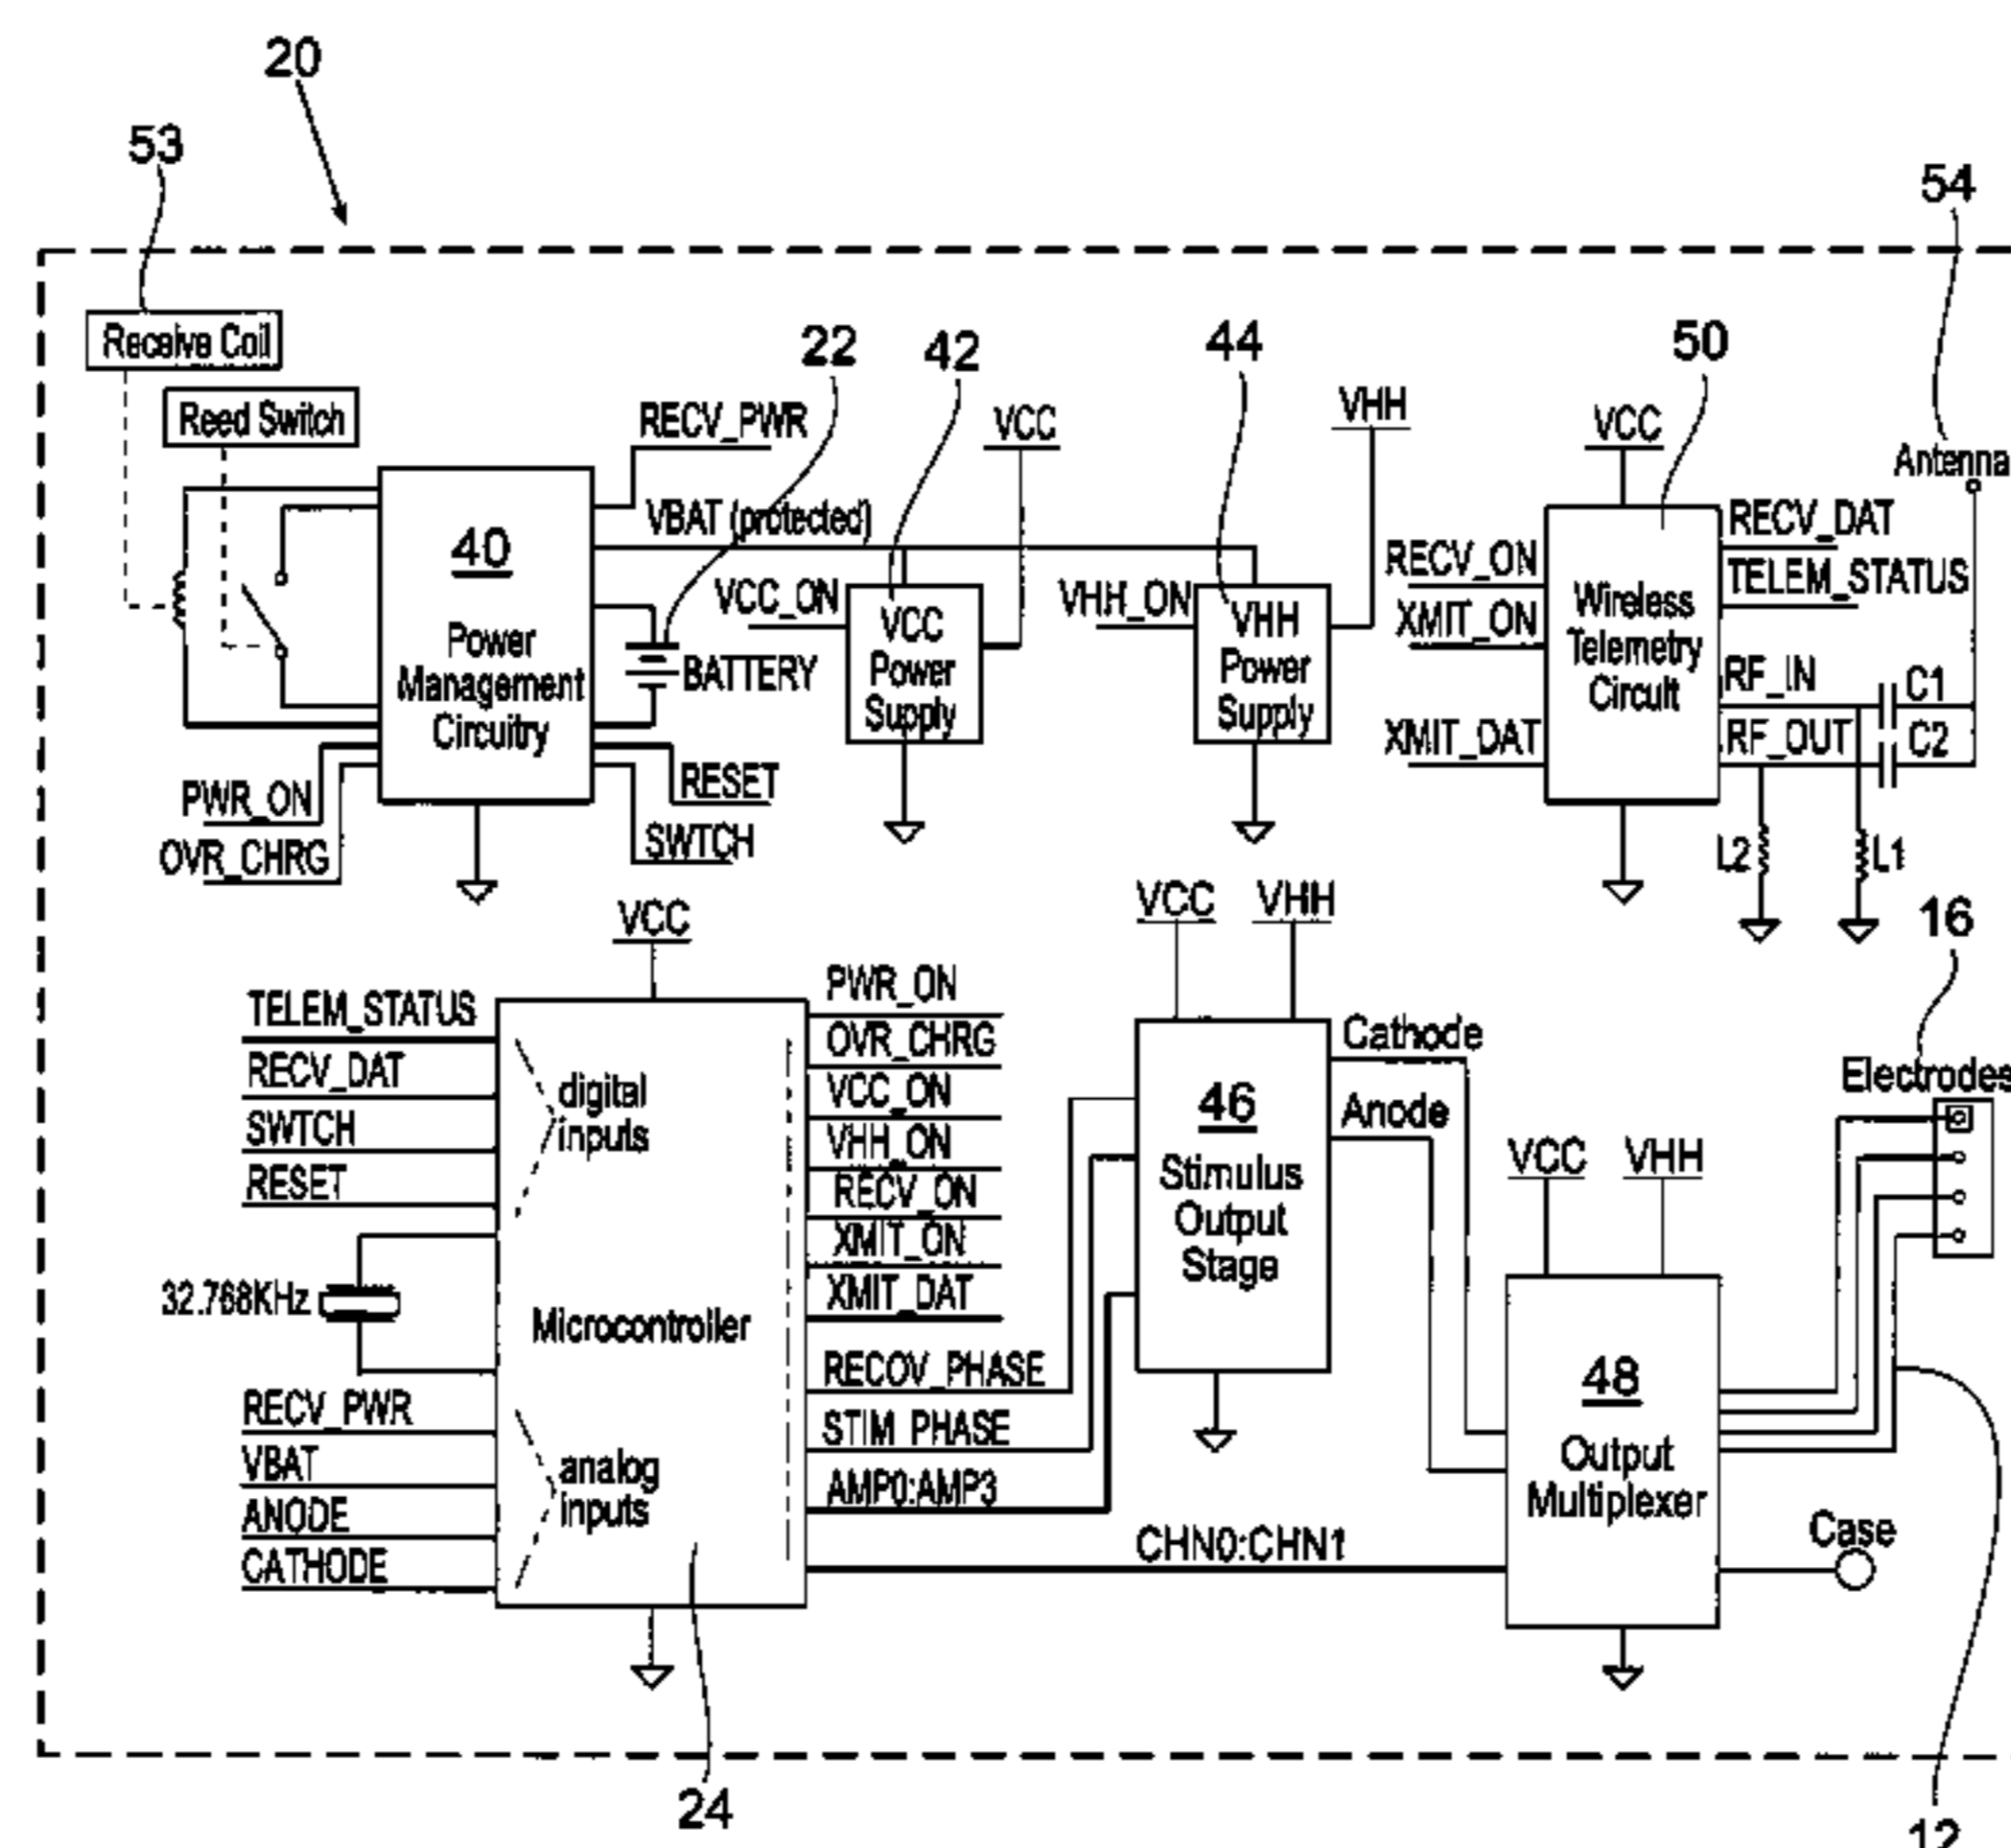 20
53
54
Receive Coil
22
42
44
50
Reed Switch
RECV_PWR
VCC
VHH
VCC
Antenna
40
Power
Management
Circuitry
VBAT (protected)
VCC_ON
VCC
Power
Supply
VHH_ON
VHH
Power
Supply
RECV_ON
XMIT_ON
XMIT_DAT
Wireless
Telemetry
Circuit
RECV_DAT
TELEM_STATUS
RF_IN
C1
RF_OUT
C2
BATTERY
PWR_ON
OVR_CHRG
RESET
SWTCH
L2
L1
VCC
VCC
VHH
16
TELEM_STATUS
RECV_DAT
SWTCH
RESET
digital
inputs
32.768KHz
Microcontroller
RECV_PWR
VBAT
ANODE
CATHODE
analog
inputs
PWR_ON
OVR_CHRG
VCC_ON
VHH_ON
RECV_ON
XMIT_ON
XMIT_DAT
RECOV_PHASE
STIM_PHASE
AMP0:AMP3
CHN0:CHN1
46
Stimulus
Output
Stage
Cathode
Anode
Electrodes
VCC
VHH
48
Output
Multiplexer
Case
24
12